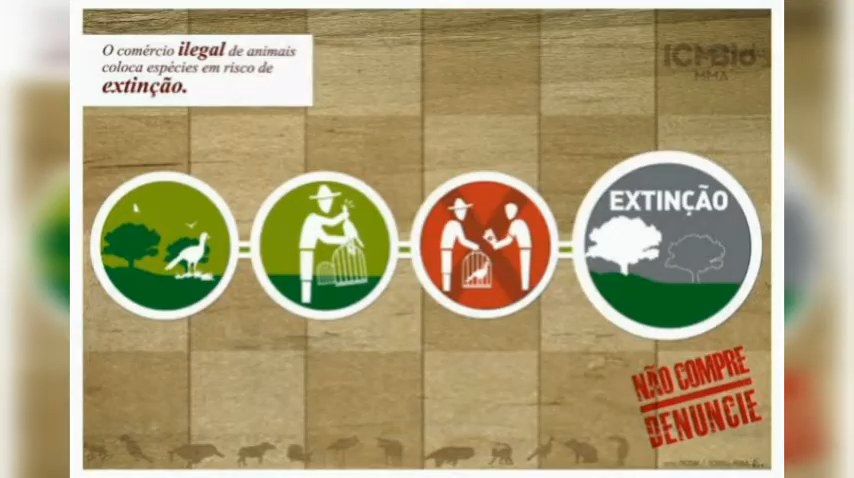 O comércio ilegal de animais
coloca espécies em risco de
extinção.
ICMBio
MMA
EXTINÇÃO
NÃO COMPRE
DENUNCIE